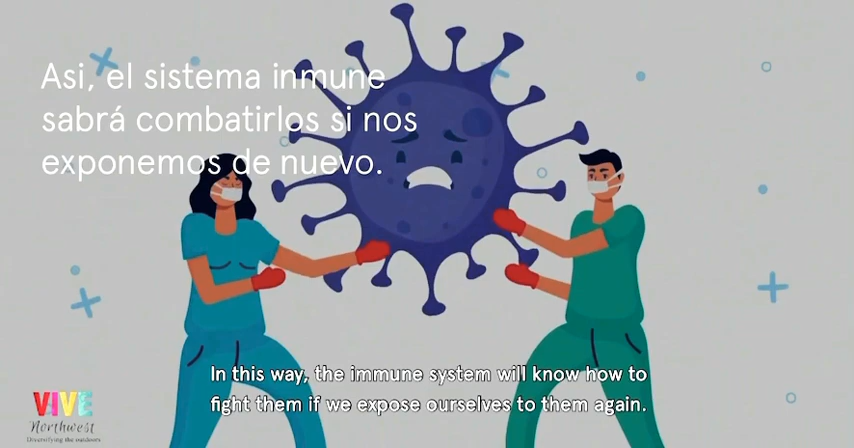 Asi, el sistema inmune
sabrá combatirlos si nos
exponemos de nuevo.
In this way, the immune system will know how to
fight them if we expose ourselves to them again.
VIVE
Northwest
Diversifying the outdoors